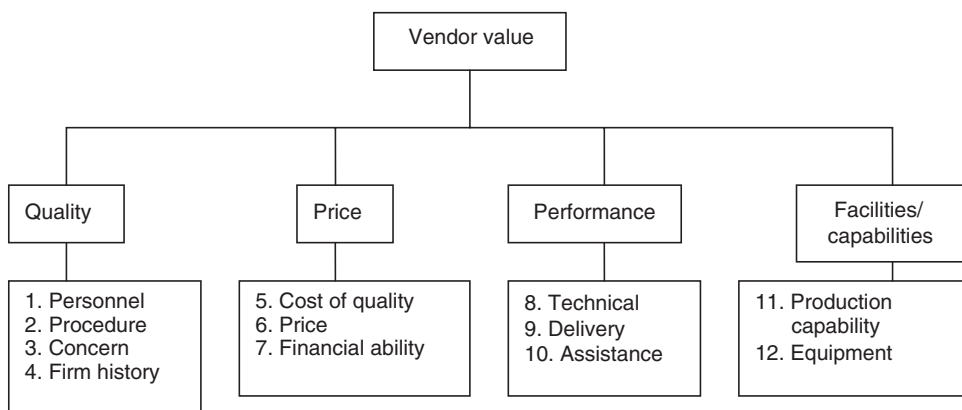 Vendor value
Quality
Price
Performance
Facilities/
capabilities
1. Personnel
2. Procedure
3. Concern
4. Firm history
5. Cost of quality
6. Price
7. Financial ability
8. Technical
9. Delivery
10. Assistance
11. Production
capability
12. Equipment